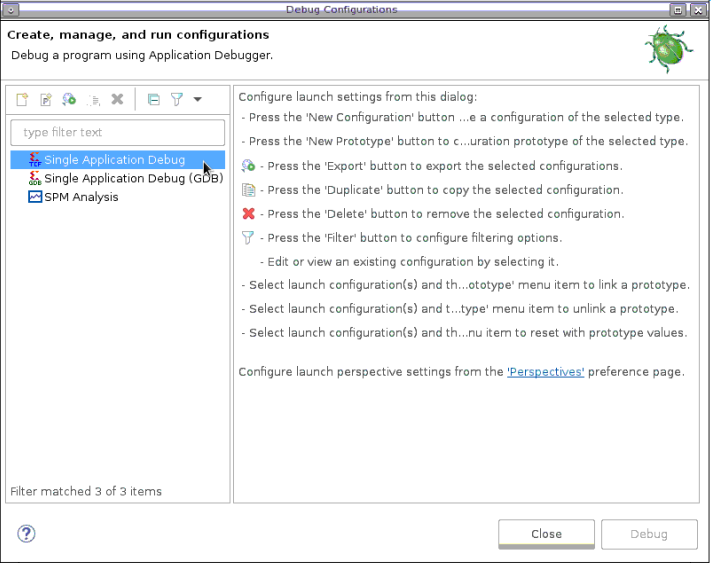 Debug Configurations
Create, manage, and run configurations
Debug a program using Application Debugger.
type filter text
Single Application Debug
Single Application Debug (GDB)
SPM Analysis
Filter matched 3 of 3 items
Configure launch settings from this dialog:
- Press the 'New Configuration' button ...e a configuration of the selected type.
- Press the 'New Prototype' button to c...uration prototype of the selected type.
- Press the 'Export' button to export the selected configurations.
- Press the 'Duplicate' button to copy the selected configuration.
- Press the 'Delete' button to remove the selected configuration.
- Press the 'Filter' button to configure filtering options.
- Edit or view an existing configuration by selecting it.
- Select launch configuration(s) and th...ototype' menu item to link a prototype.
- Select launch configuration(s) and t...type' menu item to unlink a prototype.
- Select launch configuration(s) and th...nu item to reset with prototype values.
Configure launch perspective settings from the 'Perspectives' preference page.
Close
Debug